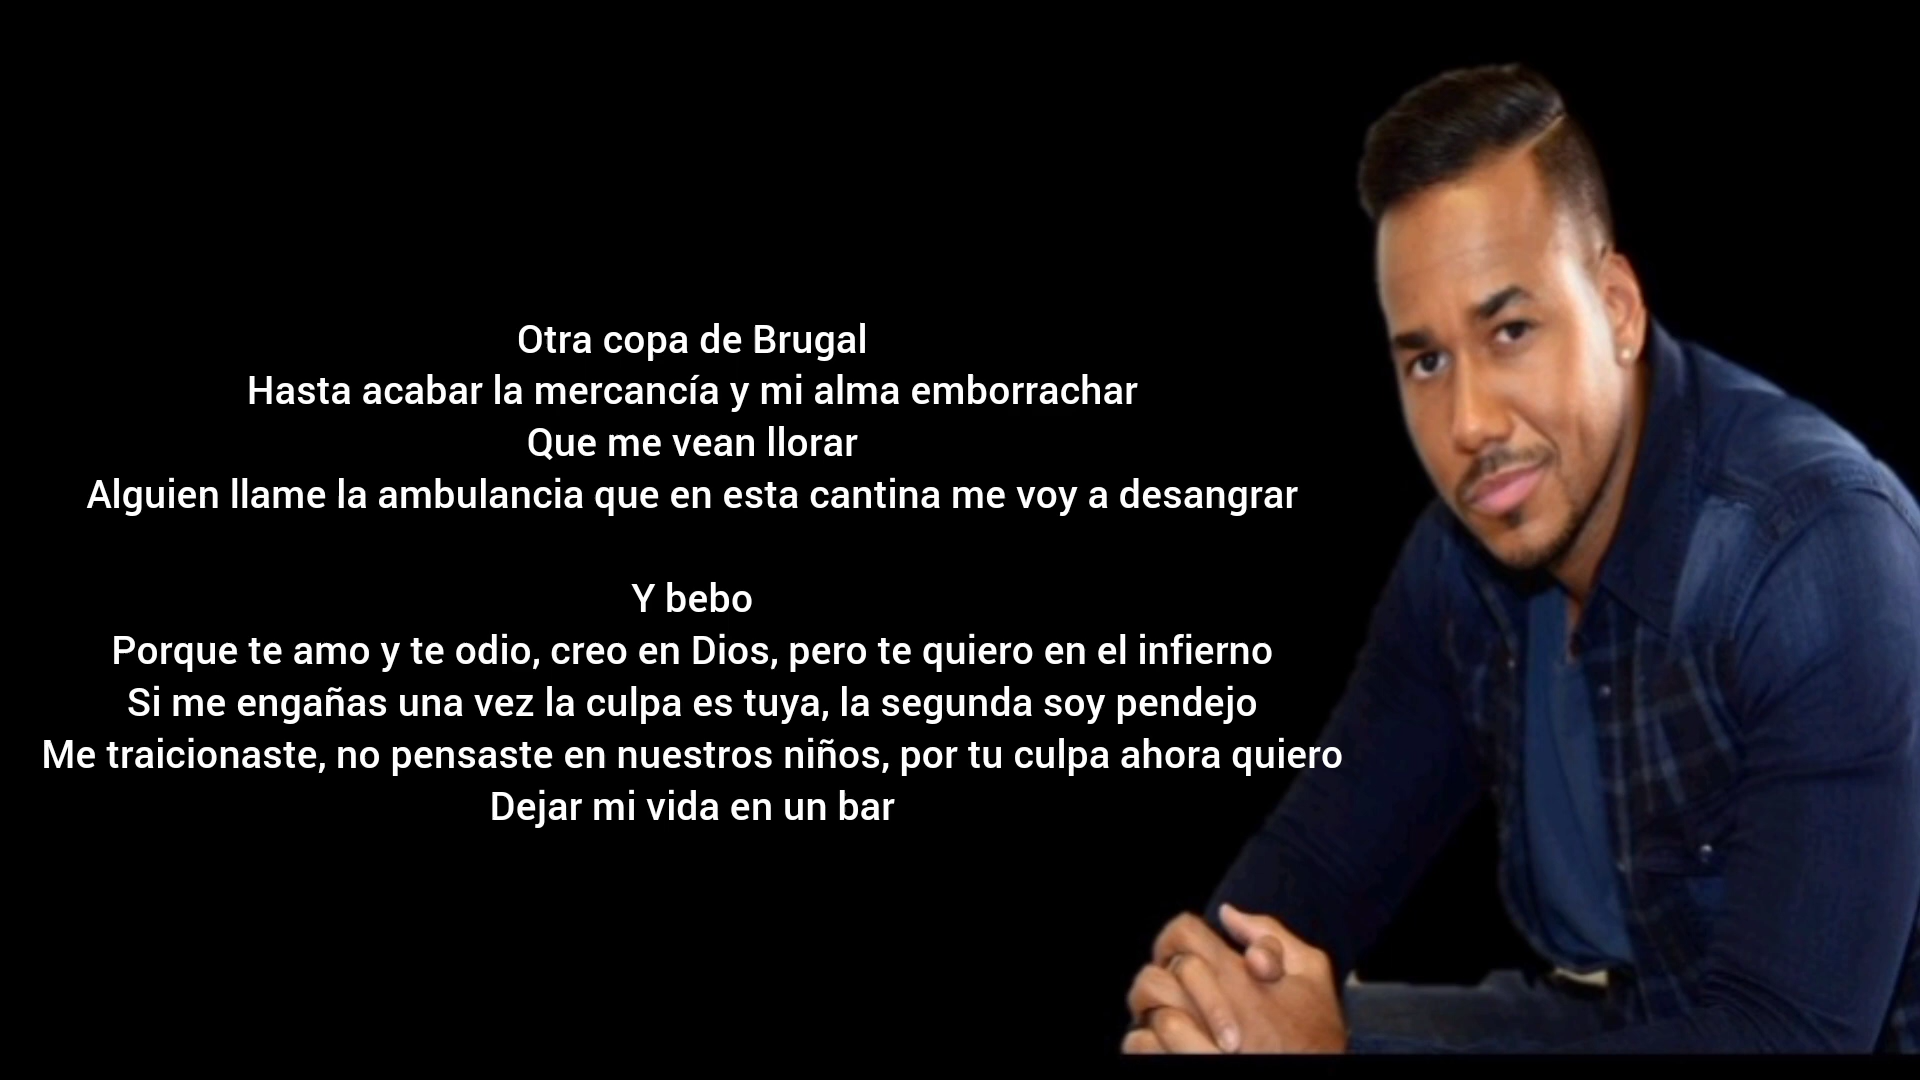 Otra copa de Brugal
Hasta acabar la mercancía y mi alma emborrachar
Que me vean llorar
Alguien llame la ambulancia que en esta cantina me voy a desangrar
Y bebo
Porque te amo y te odio, creo en Dios, pero te quiero en el infierno
Si me engañas una vez la culpa es tuya, la segunda soy pendejo
Me traicionaste, no pensaste en nuestros niños, por tu culpa ahora quiero
Dejar mi vida en un bar